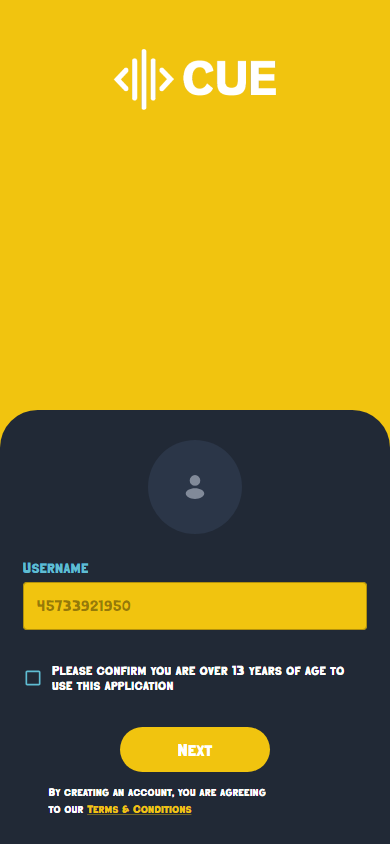 CUE
Username
45733921950
Please confirm you are over 13 years of age to
use this application
Next
By creating an account, you are agreeing
to our Terms & Conditions